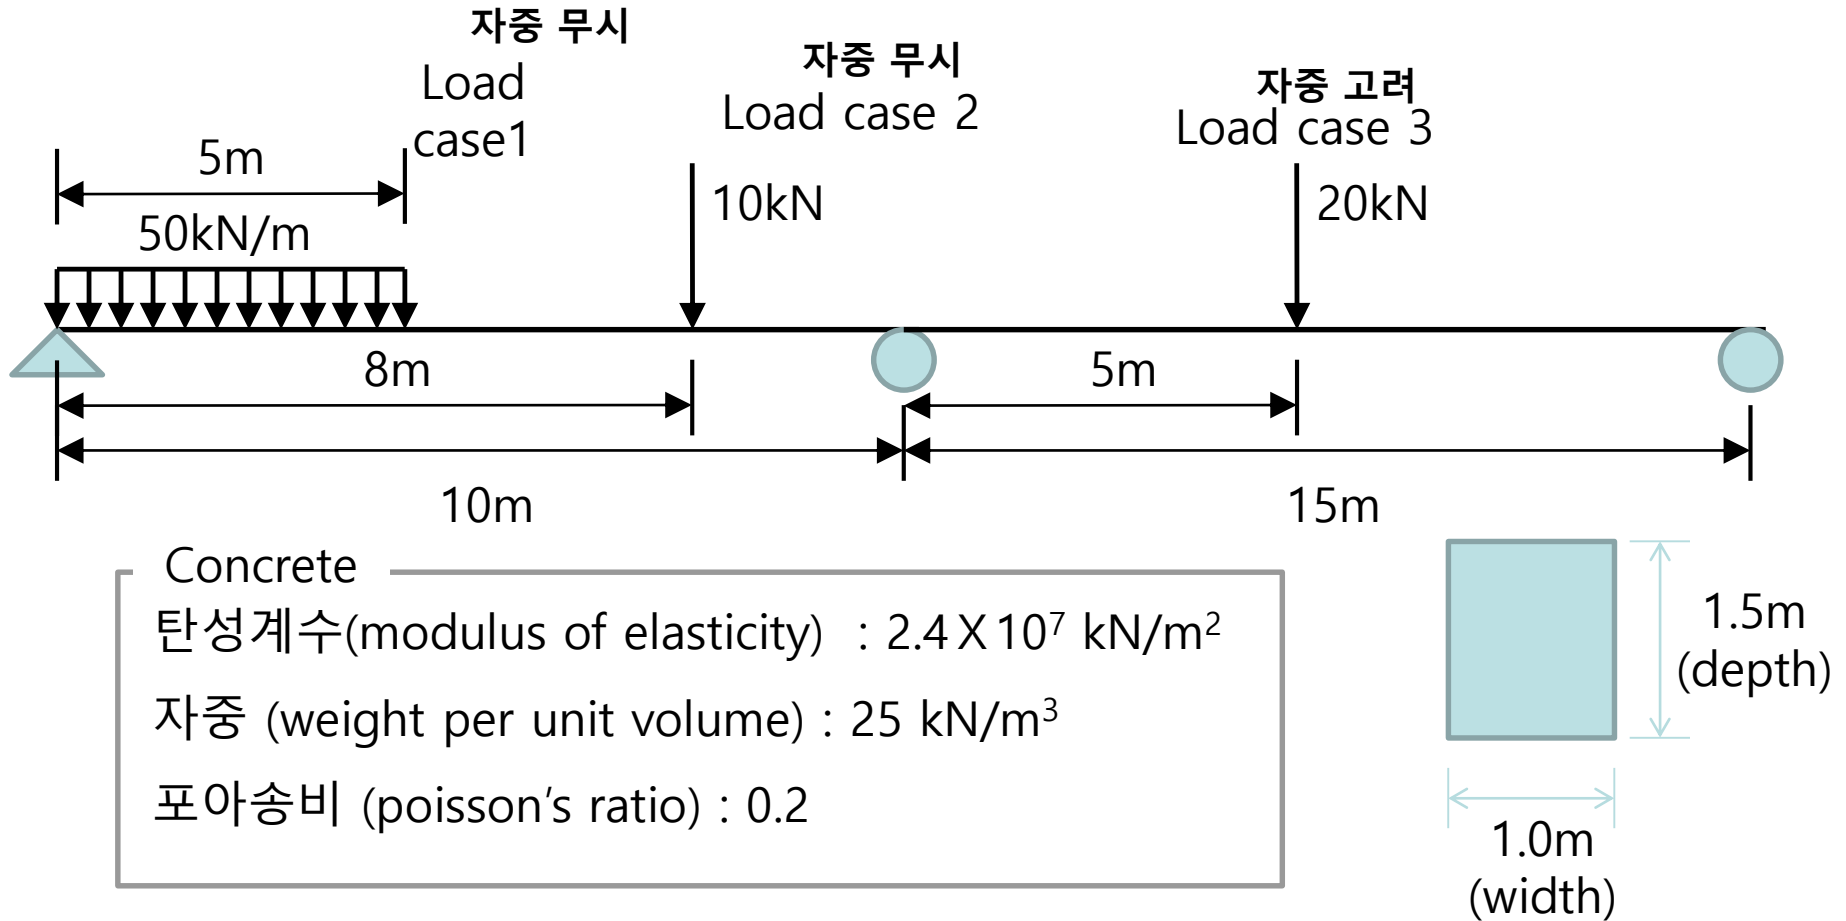 자중 무시
Load
case1
자중 무시
Load case 2
자중 고려
Load case 3
5m
50kN/m
10kN
20kN
8m
5m
10m
15m
Concrete
탄성계수(modulus of elasticity) : 2.4 X 10⁷ kN/m²
자중 (weight per unit volume) : 25 kN/m³
포아송비 (poisson's ratio) : 0.2
1.5m
(depth)
1.0m
(width)